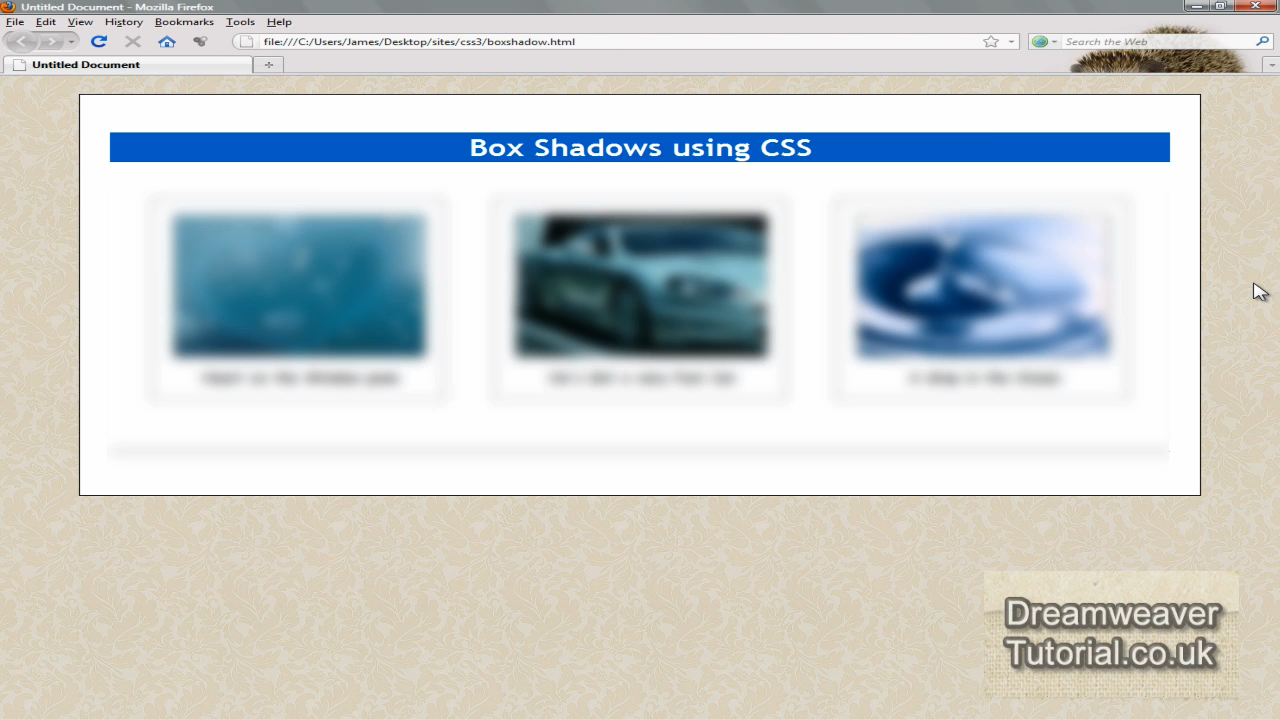 Untitled Document - Mozilla Firefox
File Edit View History Bookmarks Tools Help
file:///C:/Users/James/Desktop/sites/css3/boxshadow.html
Search the Web
Untitled Document
Box Shadows using CSS
Dreamweaver
Tutorial.co.uk